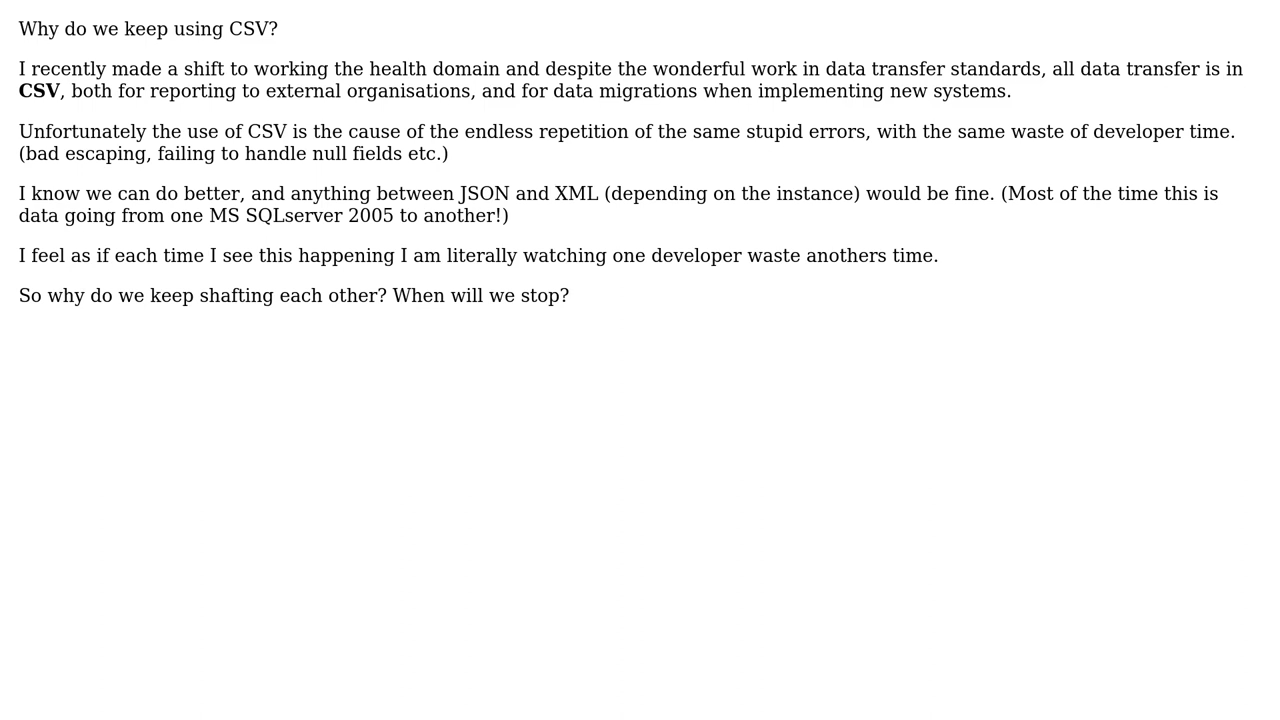 Why do we keep using CSV?
I recently made a shift to working the health domain and despite the wonderful work in data transfer standards, all data transfer is in
CSV, both for reporting to external organisations, and for data migrations when implementing new systems.
Unfortunately the use of CSV is the cause of the endless repetition of the same stupid errors, with the same waste of developer time.
(bad escaping, failing to handle null fields etc.)
I know we can do better, and anything between JSON and XML (depending on the instance) would be fine. (Most of the time this is
data going from one MS SQLserver 2005 to another!)
I feel as if each time I see this happening I am literally watching one developer waste anothers time.
So why do we keep shafting each other? When will we stop?